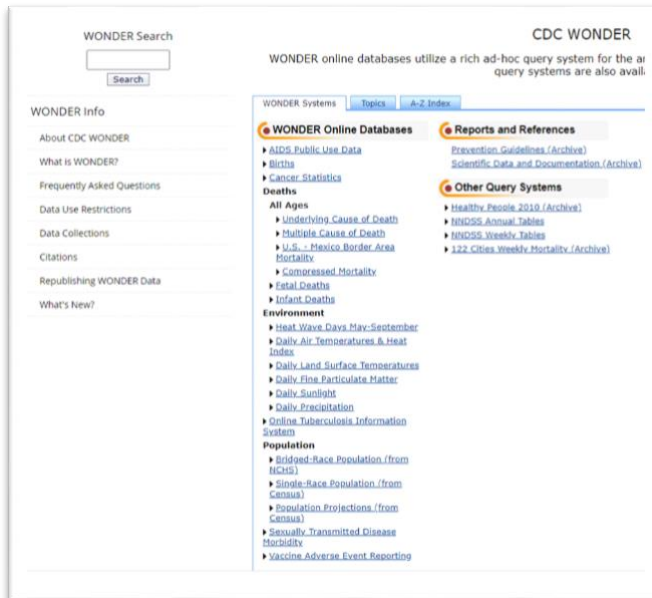 WONDER Search
Search
WONDER Info
About CDC WONDER
What is WONDER?
Frequently Asked Questions
Data Use Restrictions
Data Collections
Citations
Republishing WONDER Data
What's New?
CDC WONDER
WONDER online databases utilize a rich ad-hoc query system for the
query systems are also
WONDER Systems
Topics
A-Z Index
WONDER Online Databases
AIDS Public Use Data
Births
Cancer Statistics
Deaths
All Ages
Underlying Cause of Death
Multiple Cause of Death
U.S. - Mexico Border Area
Mortality
Compressed Mortality
Fetal Deaths
Infant Deaths
Environment
Heat Wave Days May-September
Daily Air Temperatures & Heat
Index
Daily Land Surface Temperatures
Daily Fine Particulate Matter
Daily Sunlight
Daily Precipitation
Online Tuberculosis Information
System
Population
Bridged-Race Population (from
NCHS)
Single-Race Population (from
Census)
Population Projections (from
Census)
Sexually Transmitted Disease
Morbidity
Vaccine Adverse Event Reporting
Reports and References
Prevention Guidelines (Archive)
Scientific Data and Documentation (Archive)
Other Query Systems
Healthy People 2010 (Archive)
NNDSS Annual Tables
NNDSS Weekly Tables
122 Cities Weekly Mortality (Archive)